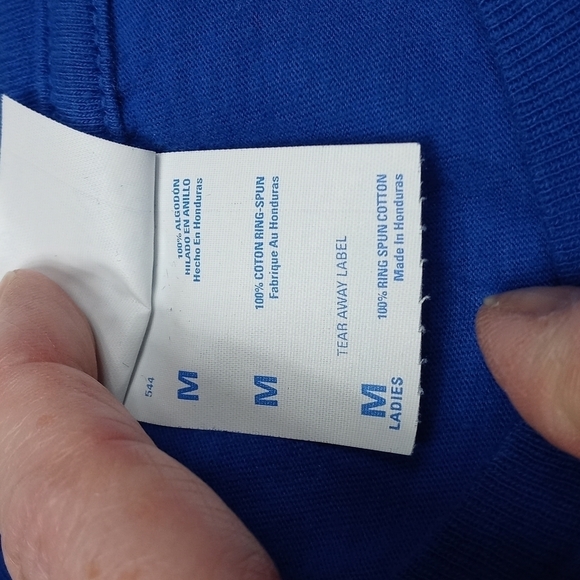 M
LADIES
100% RING SPUN COTTON
Made In Honduras
TEAR AWAY LABEL
M
100% COTON RING-SPUN
Fabrique Au Honduras
M
100% ALGODÓN
HILADO EN ANILLO
Hecho En Honduras
544